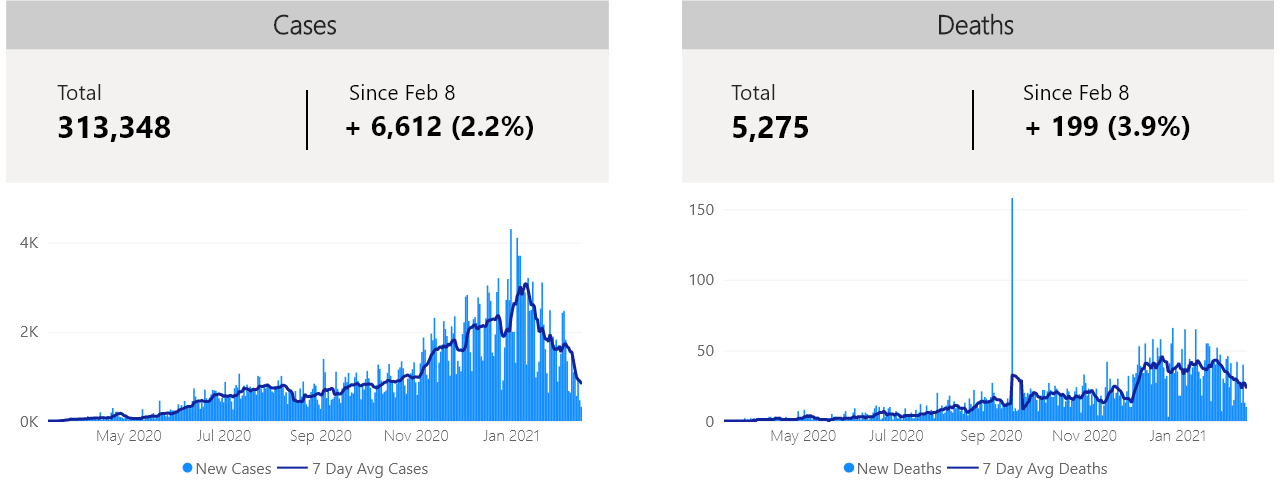 Cases
Total
Since Feb 8
313,348
+ 6,612 (2.2%)
4K
2K
0K
May 2020 Jul 2020 Sep 2020 Nov 2020 Jan 2021
New Cases 7 Day Avg Cases
Deaths
Total
Since Feb 8
5,275
+ 199 (3.9%)
150
100
50
0
May 2020 Jul 2020 Sep 2020 Nov 2020 Jan 2021
New Deaths 7 Day Avg Deaths